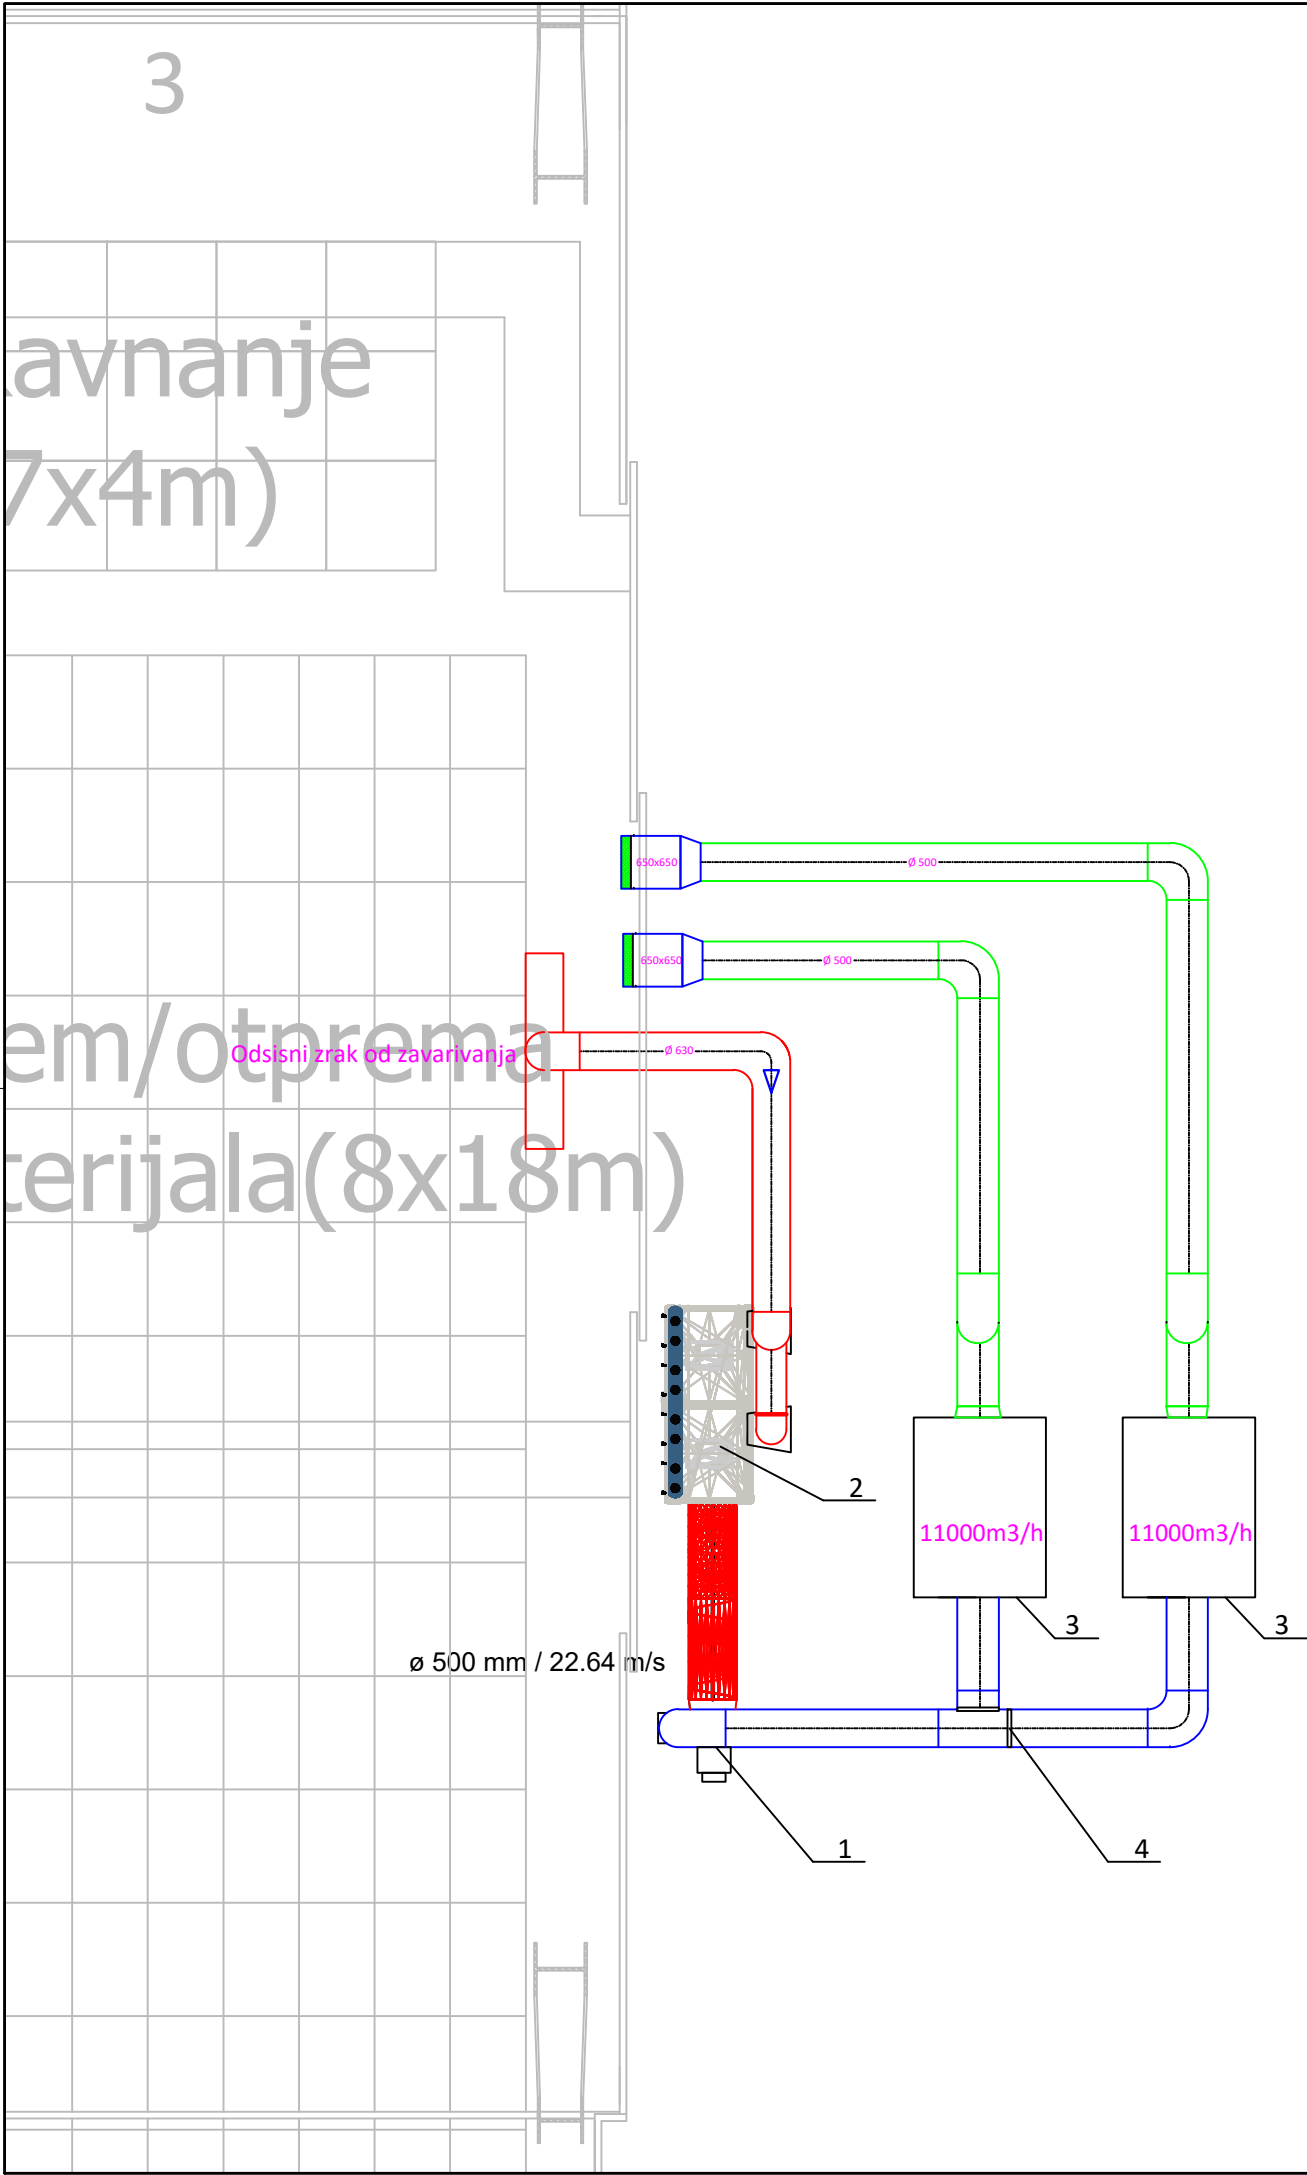 3
avnanje
7x4m)
650x650
Ø 500
650x650
Ø 500
em/otprema
Odsisni zrak od zavarivanja
Ø 630
terijala(8x18m)
2
11000m3/h
11000m3/h
3
3
ø 500 mm / 22.64 m/s
1
4